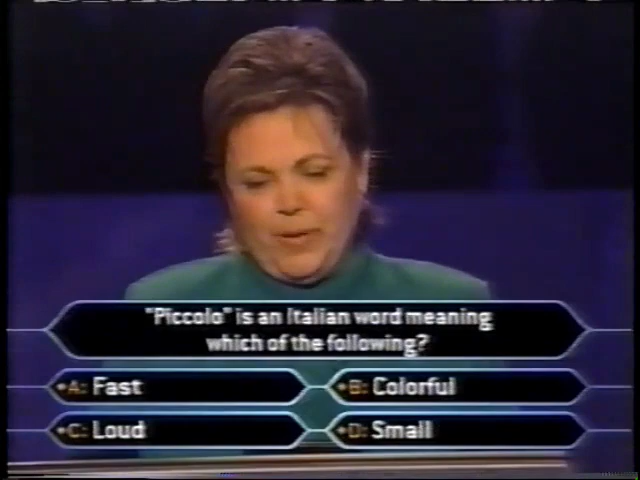 "Piccolo" is an Italian word meaning
which of the following?
A: Fast
B: Colorful
C: Loud
D: Small